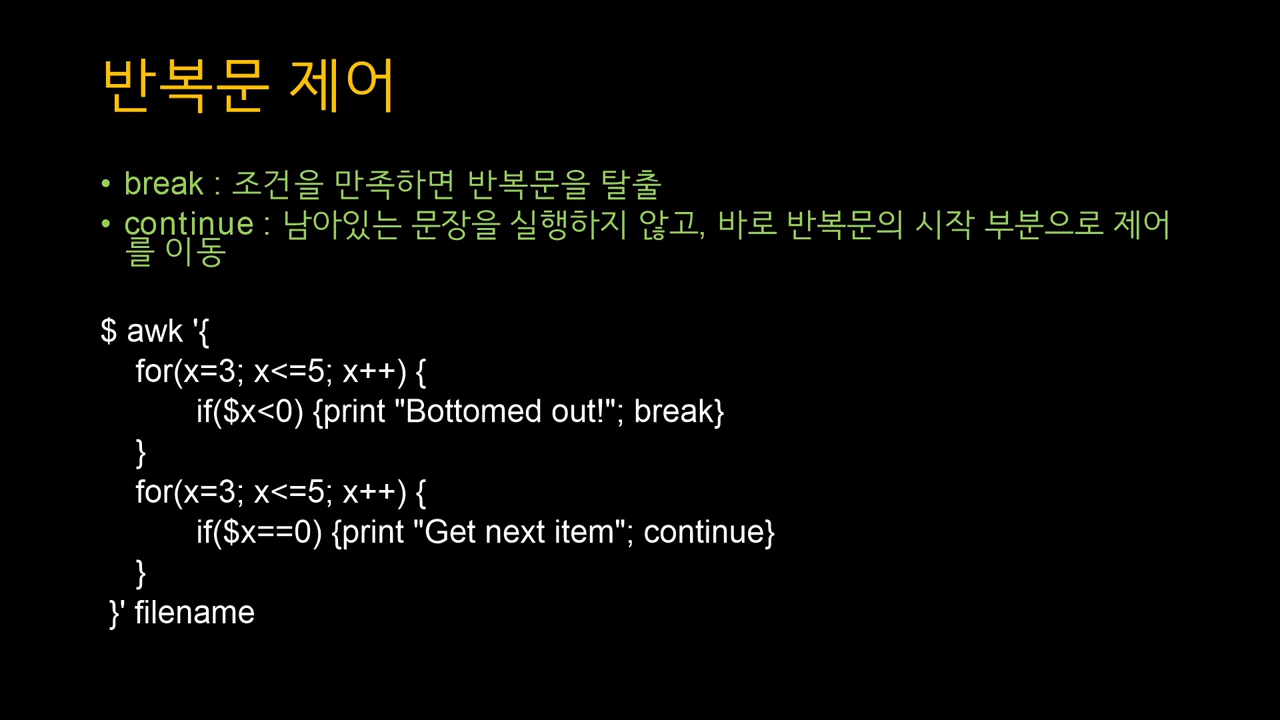 반복문 제어
• break : 조건을 만족하면 반복문을 탈출
• continue : 남아있는 문장을 실행하지 않고, 바로 반복문의 시작 부분으로 제어
를 이동
$ awk '{
for(x=3; x<=5; x++) {
if($x<0) {print "Bottomed out!"; break}
}
for(x=3; x<=5; x++) {
if($x==0) {print "Get next item"; continue}
}
}' filename